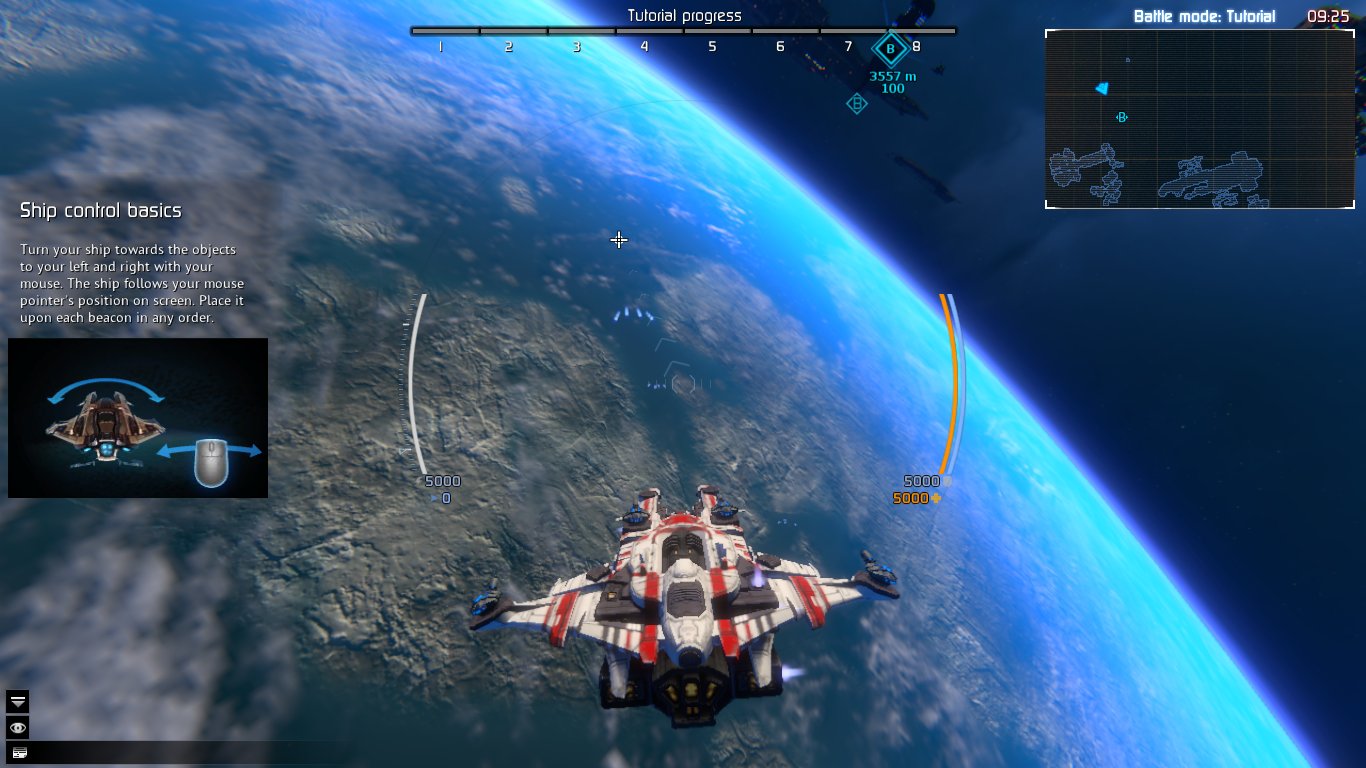 Tutorial progress
1 2 3 4 5 6 7 8
B
3557 m
100
B
Battle mode: Tutorial 09:25
B
Ship control basics
Turn your ship towards the objects
to your left and right with your
mouse. The ship follows your mouse
pointer's position on screen. Place it
upon each beacon in any order.
5000
0
5000
5000